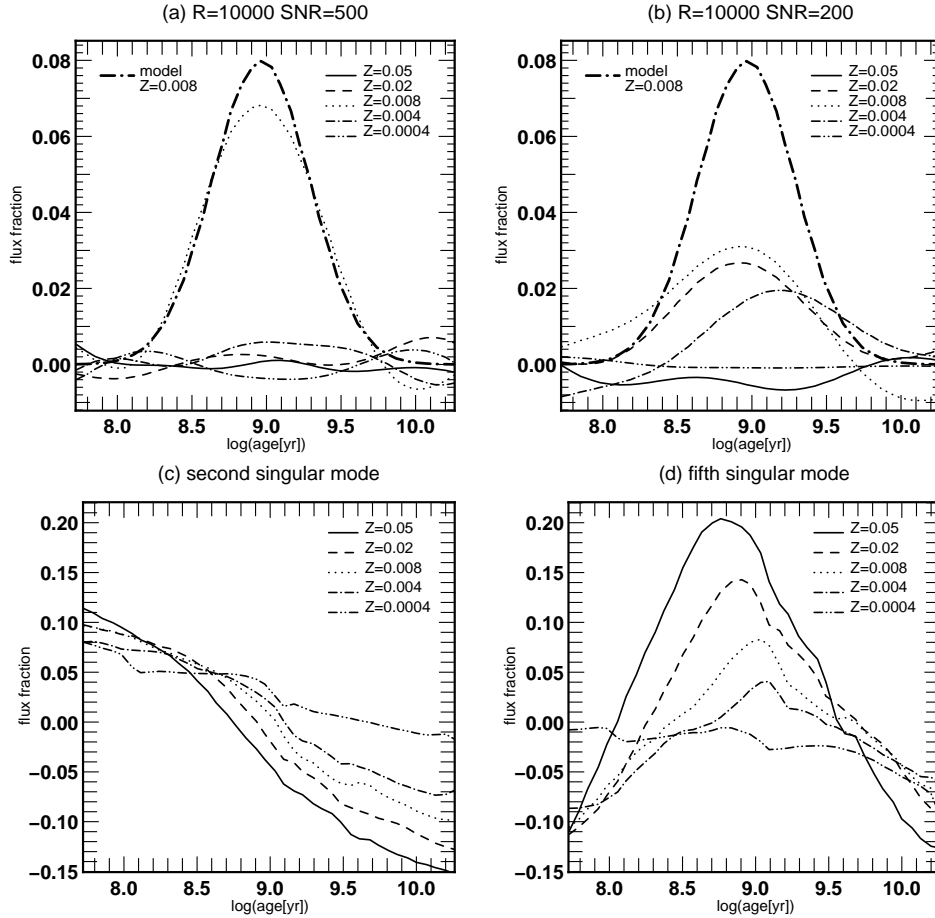 (a) R=10000 SNR=500
model
Z=0.008
Z=0.05
Z=0.02
Z=0.008
Z=0.004
Z=0.0004
0.08
0.06
0.04
0.02
0.00
flux fraction
8.0 8.5 9.0 9.5 10.0
log(age[yr])
(b) R=10000 SNR=200
model
Z=0.008
Z=0.05
Z=0.02
Z=0.008
Z=0.004
Z=0.0004
0.08
0.06
0.04
0.02
0.00
flux fraction
8.0 8.5 9.0 9.5 10.0
log(age[yr])
(c) second singular mode
Z=0.05
Z=0.02
Z=0.008
Z=0.004
Z=0.0004
0.20
0.15
0.10
0.05
0.00
−0.05
−0.10
−0.15
flux fraction
8.0 8.5 9.0 9.5 10.0
log(age[yr])
(d) fifth singular mode
Z=0.05
Z=0.02
Z=0.008
Z=0.004
Z=0.0004
0.20
0.15
0.10
0.05
0.00
−0.05
−0.10
−0.15
flux fraction
8.0 8.5 9.0 9.5 10.0
log(age[yr])